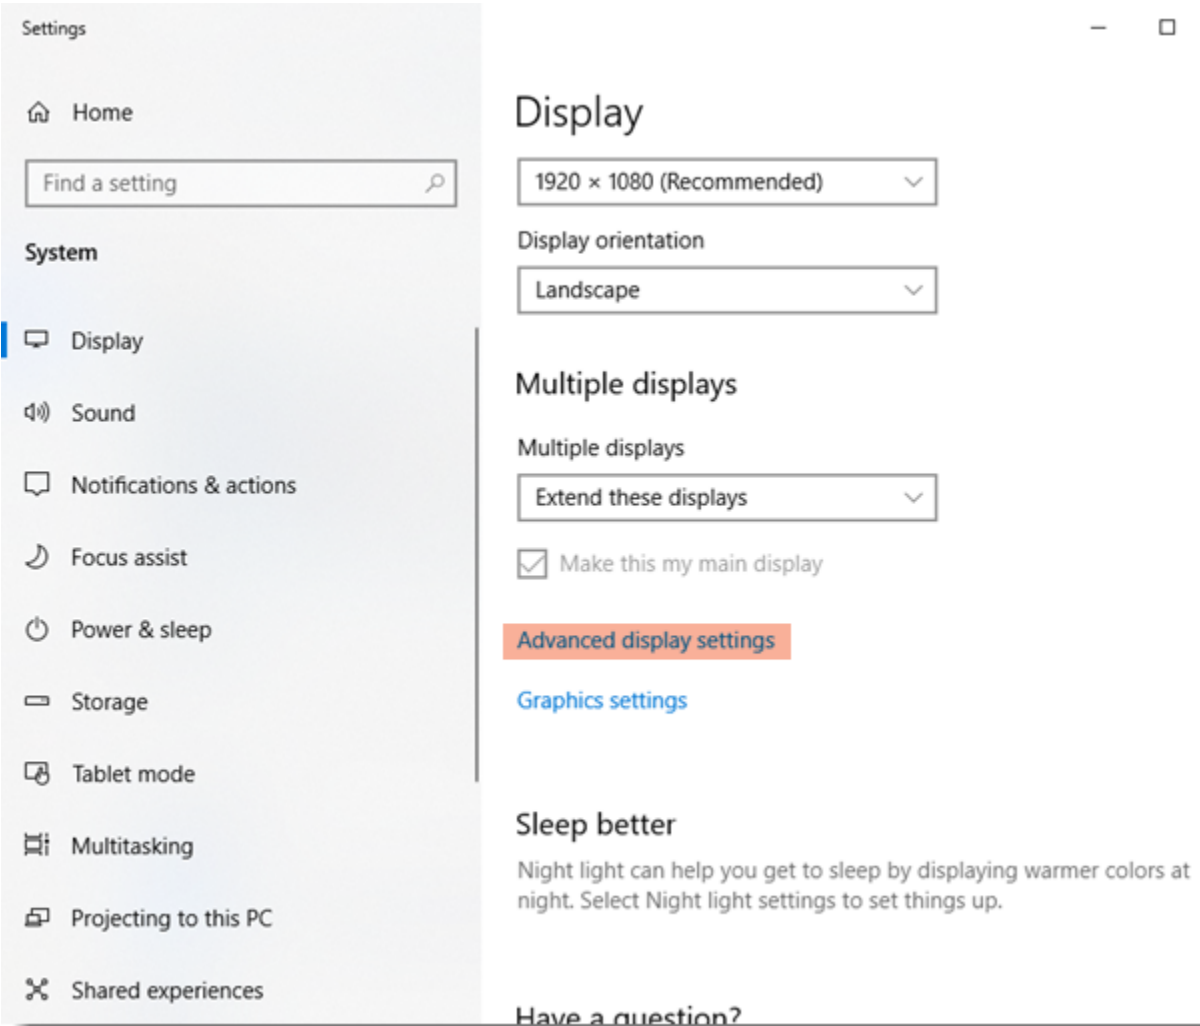 Settings
Home
Find a setting
System
Display
Sound
Notifications & actions
Focus assist
Power & sleep
Storage
Tablet mode
Multitasking
Projecting to this PC
Shared experiences
Display
1920 × 1080 (Recommended)
Display orientation
Landscape
Multiple displays
Multiple displays
Extend these displays
Make this my main display
Advanced display settings
Graphics settings
Sleep better
Night light can help you get to sleep by displaying warmer colors at
night. Select Night light settings to set things up.
Have a question?